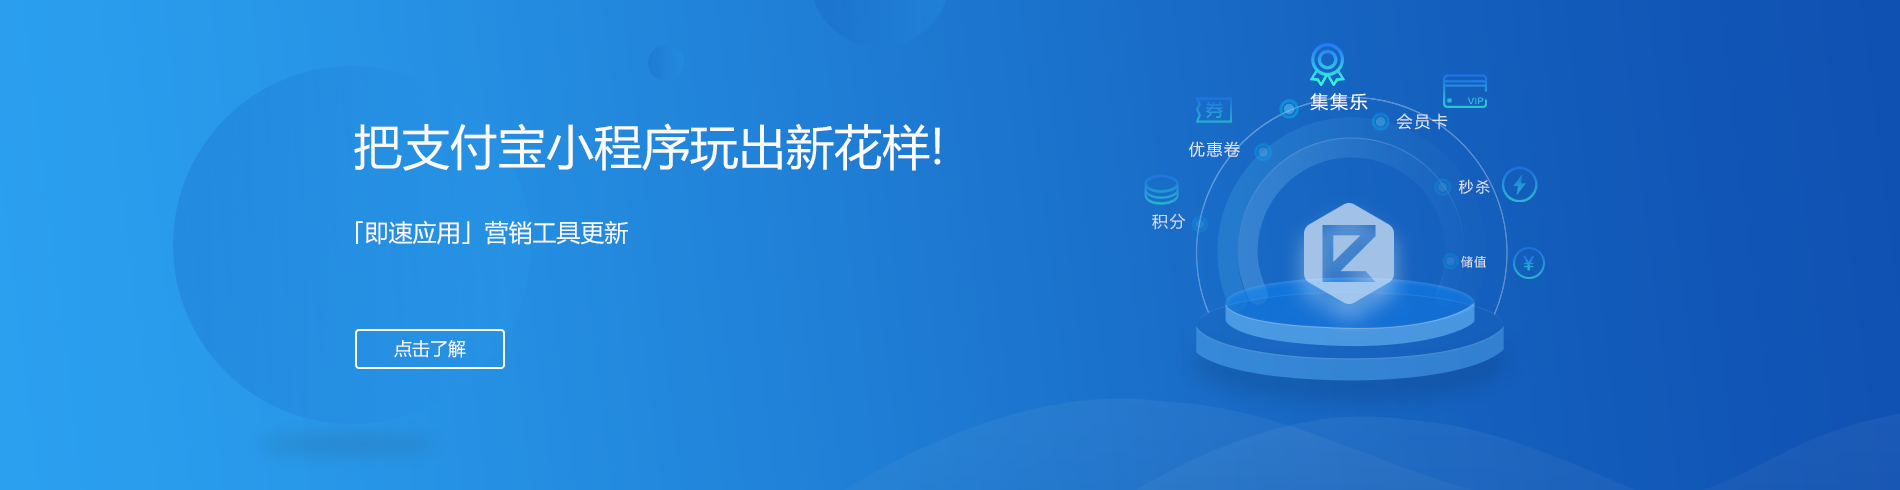 把支付宝小程序玩出新花样!
「即速应用」营销工具更新
点击了解
集集乐
VIP
会员卡
券
优惠卷
秒杀
积分
储值
¥